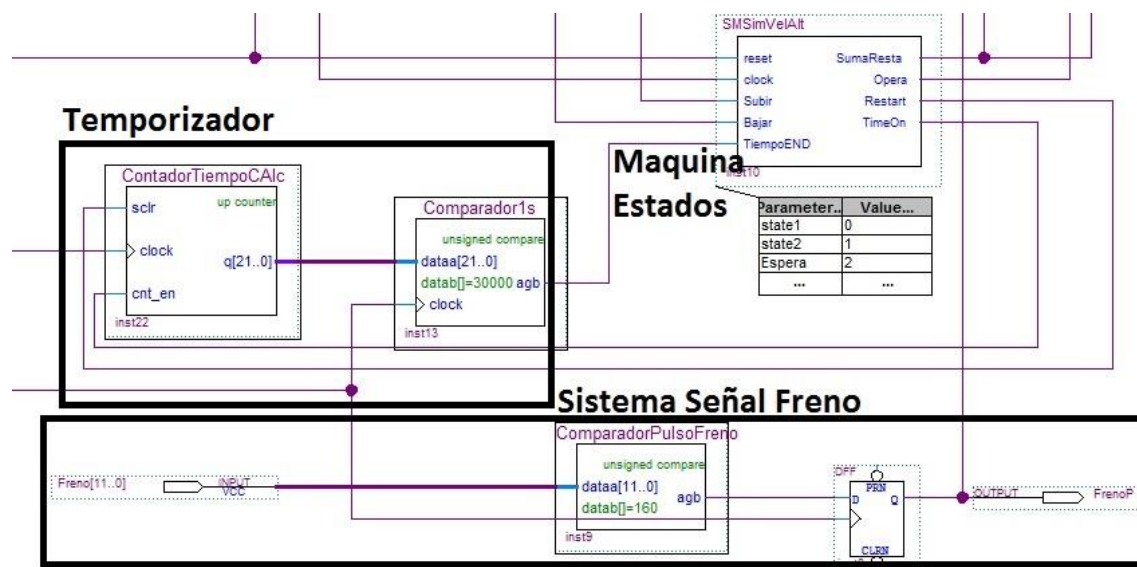 SMSimVelAlt
reset SumaResta
clock Opera
Subir Restart
Bajar TimeOn
TiempoEND
inst10
Temporizador
Maquina
Estados
ContadorTiempoCAlc
up counter
sclr
clock
q[21..0]
cnt_en
inst22
Comparador1s
unsigned compare
dataa[21..0]
datab[]=30000 agb
clock
inst13
Parameter.. Value...
state1 0
state2 1
Espera 2
... ...
Sistema Señal Freno
ComparadorPulsoFreno
unsigned compare
dataa[11..0]
agb
datab[]=160
inst9
Freno[11..0] INPUT
VCC
DFF
PRN
D Q
CLRN
OUTPUT FrenoP